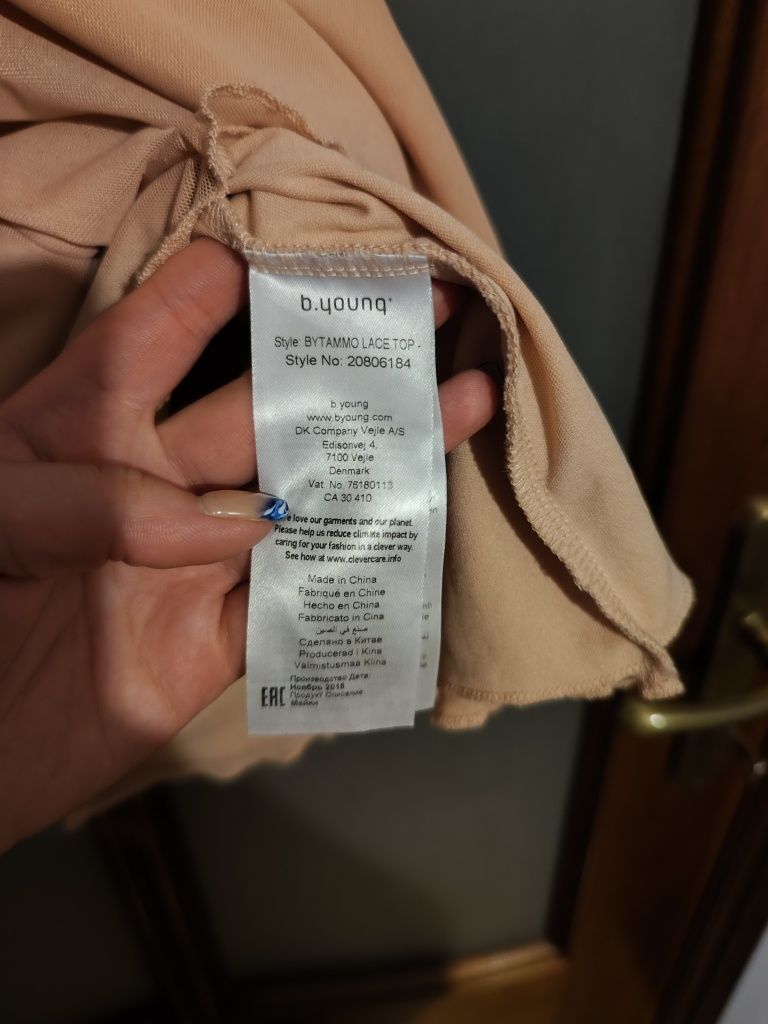 b.young
Style: BYTAMMO LACE TOP -
Style No: 20806184
b.young
www.byoung.com
DK Company Vejle A/S
Edisonvej 4,
7100 Vejle
Denmark
Vat. No. 76180113
CA 30 410
love our garments and our planet.
Please help us reduce climate impact by
caring for your fashion in a clever way.
See how at www.clevercare.info
Made in China
Fabriqué en Chine
Hecho en China
Fabbricato in Cina
صنع في الصين
Сделано в Китае
Producerad i Kina
Valmistusmaa Kiina
Производство Дата:
Ноябрь 2018
EAC Продукт Описание
Майки